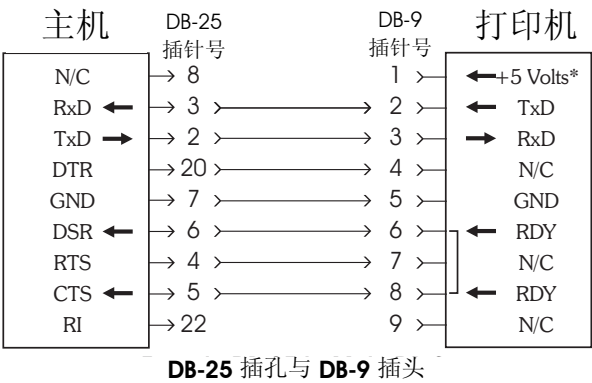 主机 DB-25 插针号 DB-9 插针号 打印机
N/C 8 1 +5 Volts*
RxD 3 2 TxD
TxD 2 3 RxD
DTR 20 4 N/C
GND 7 5 GND
DSR 6 6 RDY
RTS 4 7 N/C
CTS 5 8 RDY
RI 22 9 N/C
DB-25 插孔与 DB-9 插头